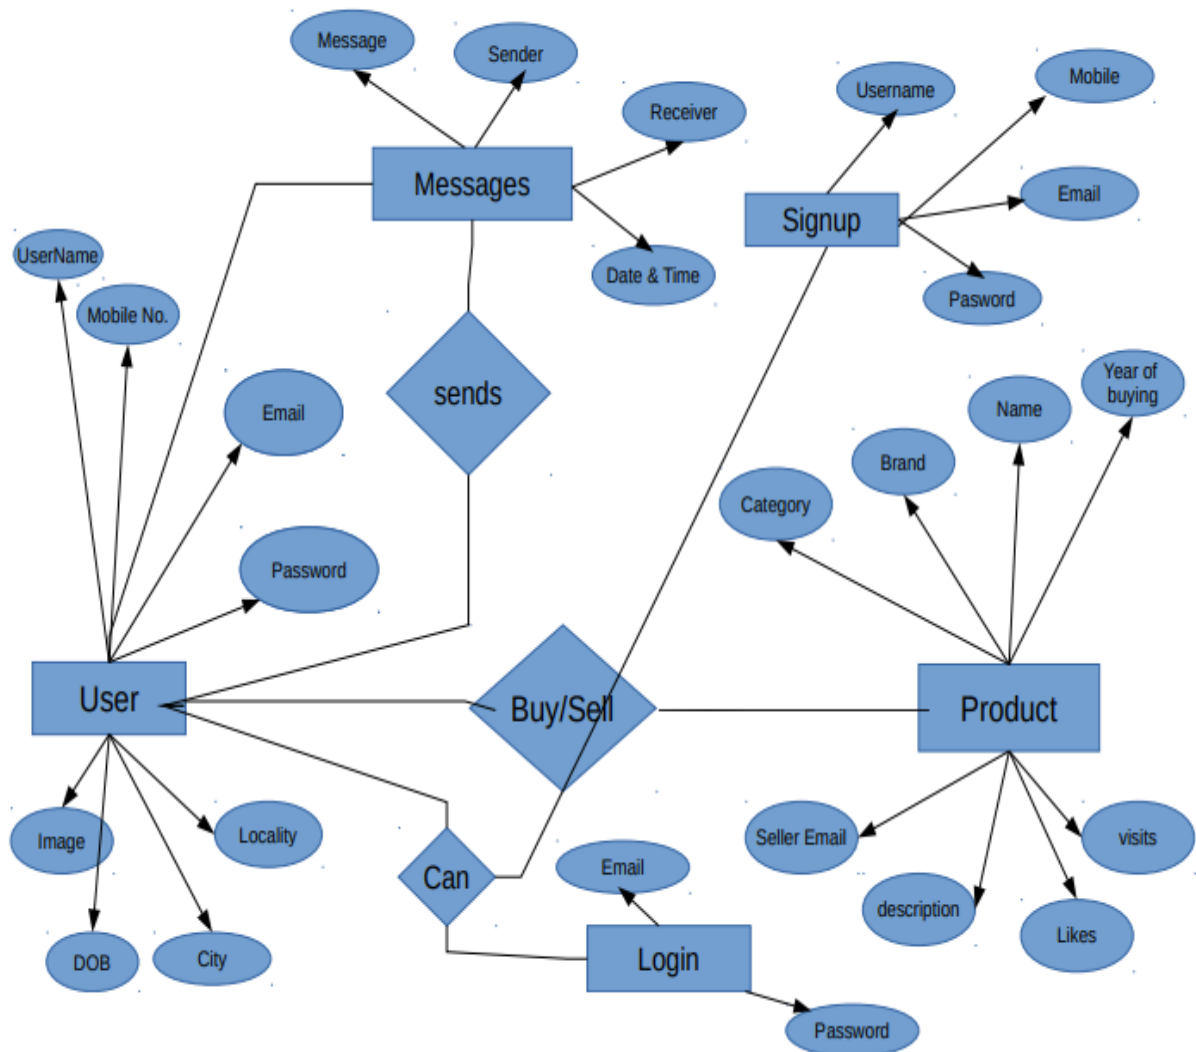 Message
Sender
Receiver
Messages
Date & Time
Username
Mobile
Email
Signup
Pasword
UserName
Mobile No.
Email
Password
sends
Year of
buying
Name
Brand
Category
User
Buy/Sell
Product
Image
Locality
DOB
City
Can
Email
Login
Password
Seller Email
visits
description
Likes